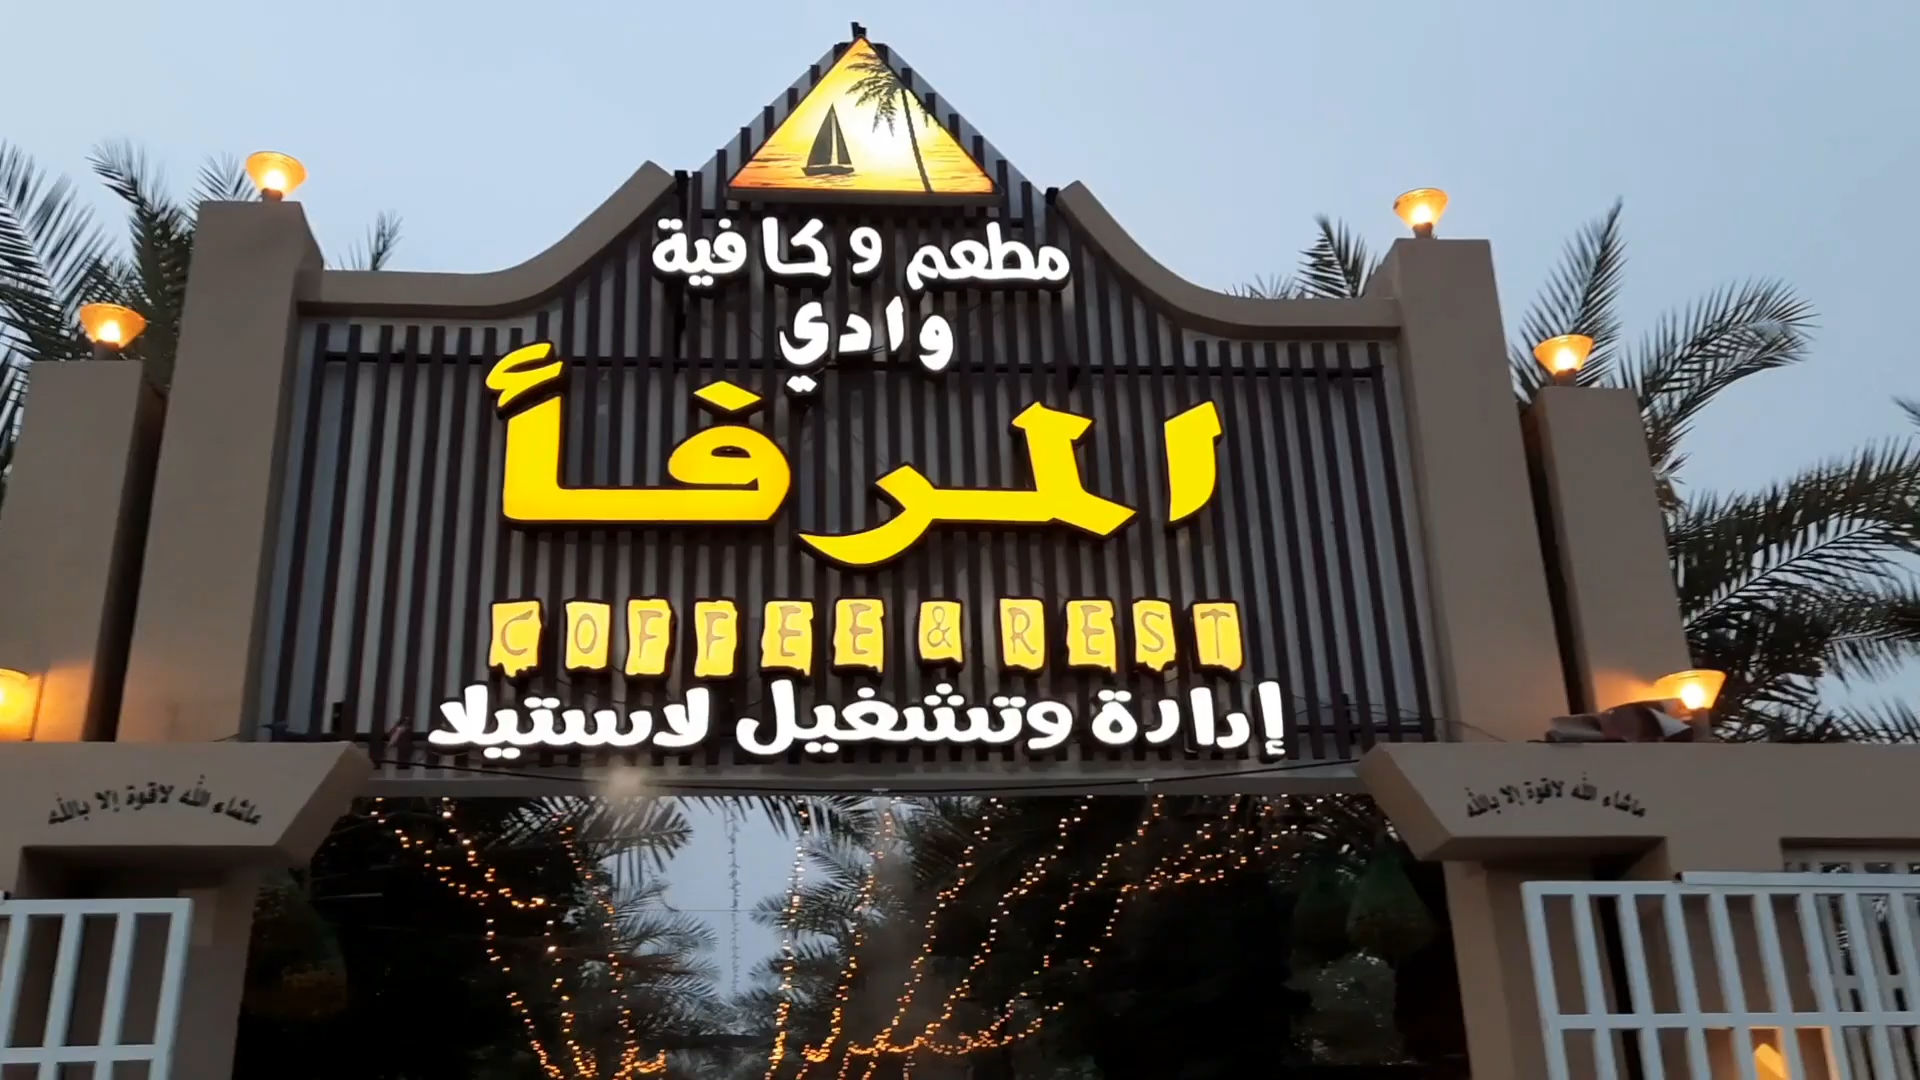 مطعم و كافية
وادي
المرفأ
COFFEE & REST
إدارة وتشغيل لاستيلا
ماشاء الله لاقوة إلا بالله
ماشاء الله لاقوة إلا بالله